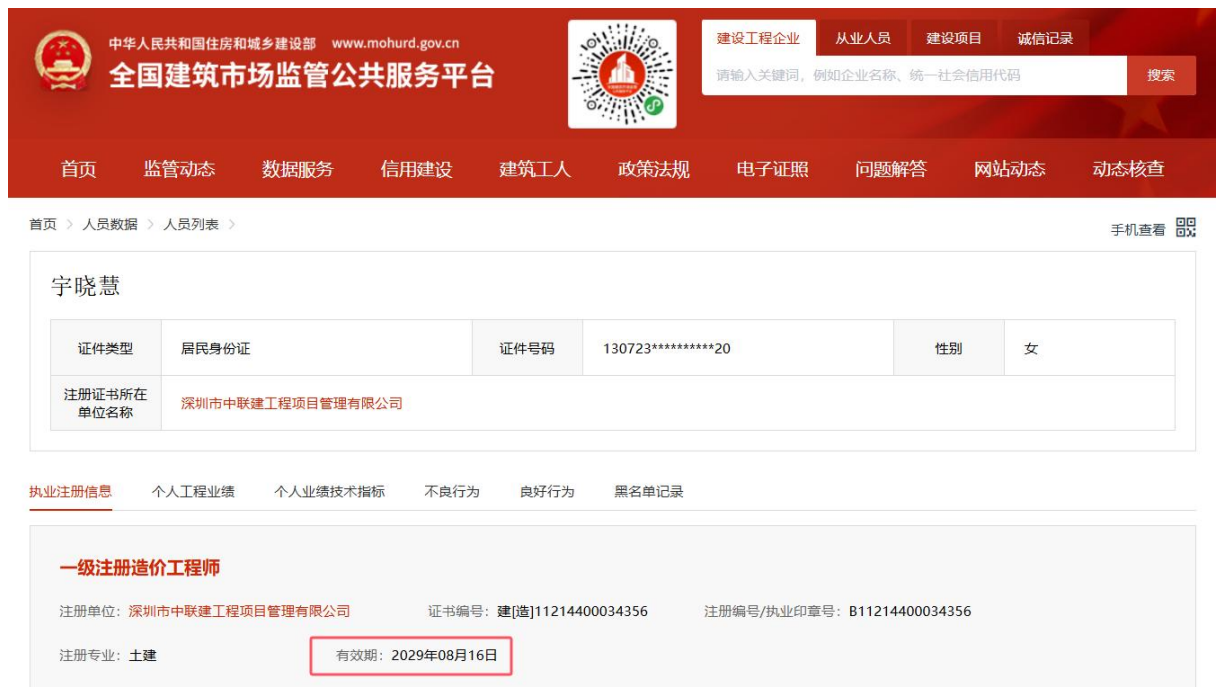 中华人民共和国住房和城乡建设部 www.mohurd.gov.cn
全国建筑市场监管公共服务平台
建设工程企业 从业人员 建设项目 诚信记录
请输入关键词，例如企业名称、统一社会信用代码 搜索
首页 监管动态 数据服务 信用建设 建筑工人 政策法规 电子证照 问题解答 网站动态 动态核查
首页 > 人员数据 > 人员列表 >
手机查看
宇晓慧
证件类型 居民身份证 证件号码 130723**********20 性别 女
注册证书所在
单位名称 深圳市中联建工程项目管理有限公司
执业注册信息 个人工程业绩 个人业绩技术指标 不良行为 良好行为 黑名单记录
一级注册造价工程师
注册单位：深圳市中联建工程项目管理有限公司 证书编号：建[造]11214400034356 注册编号/执业印章号：B11214400034356
注册专业：土建 有效期：2029年08月16日